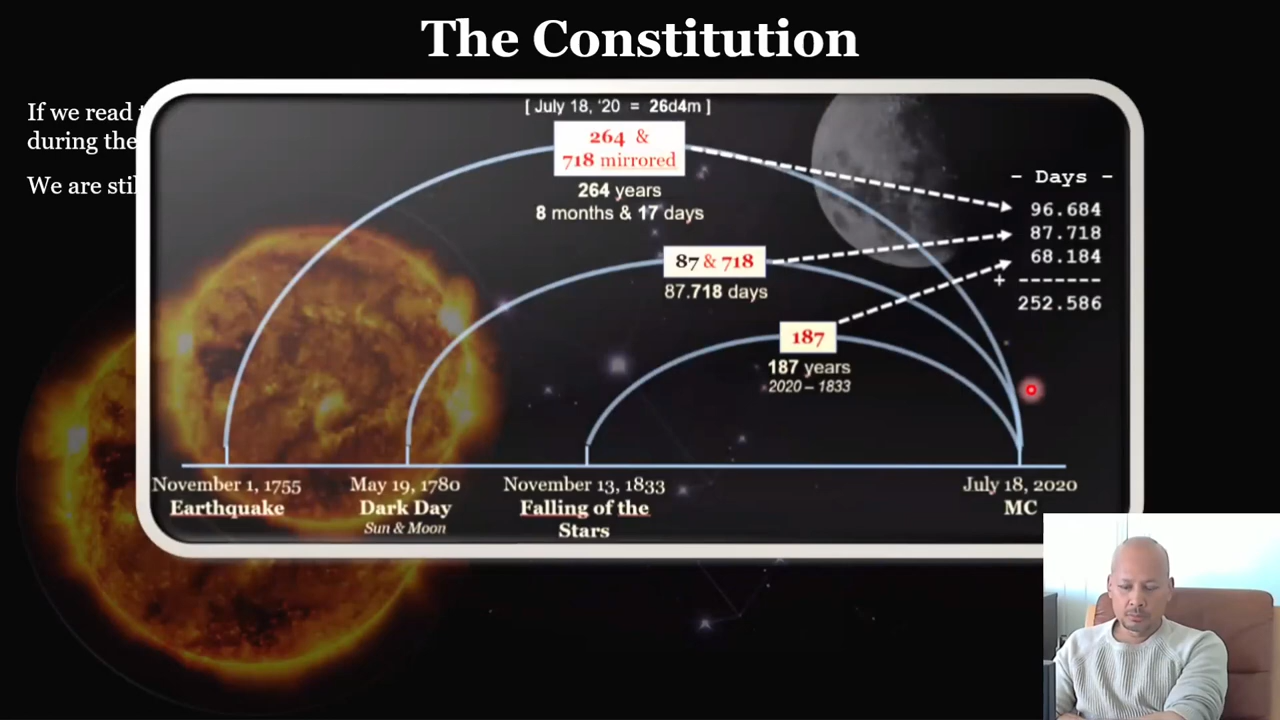 The Constitution
If we read
during the
We are stil
[ July 18, '20 = 26d4m ]
264 &
718 mirrored
264 years
8 months & 17 days
- Days -
96.684
87.718
68.184
+ -------
252.586
87 & 718
87.718 days
187
187 years
2020 – 1833
November 1, 1755
Earthquake
May 19, 1780
Dark Day
Sun & Moon
November 13, 1833
Falling of the
Stars
July 18, 2020
MC